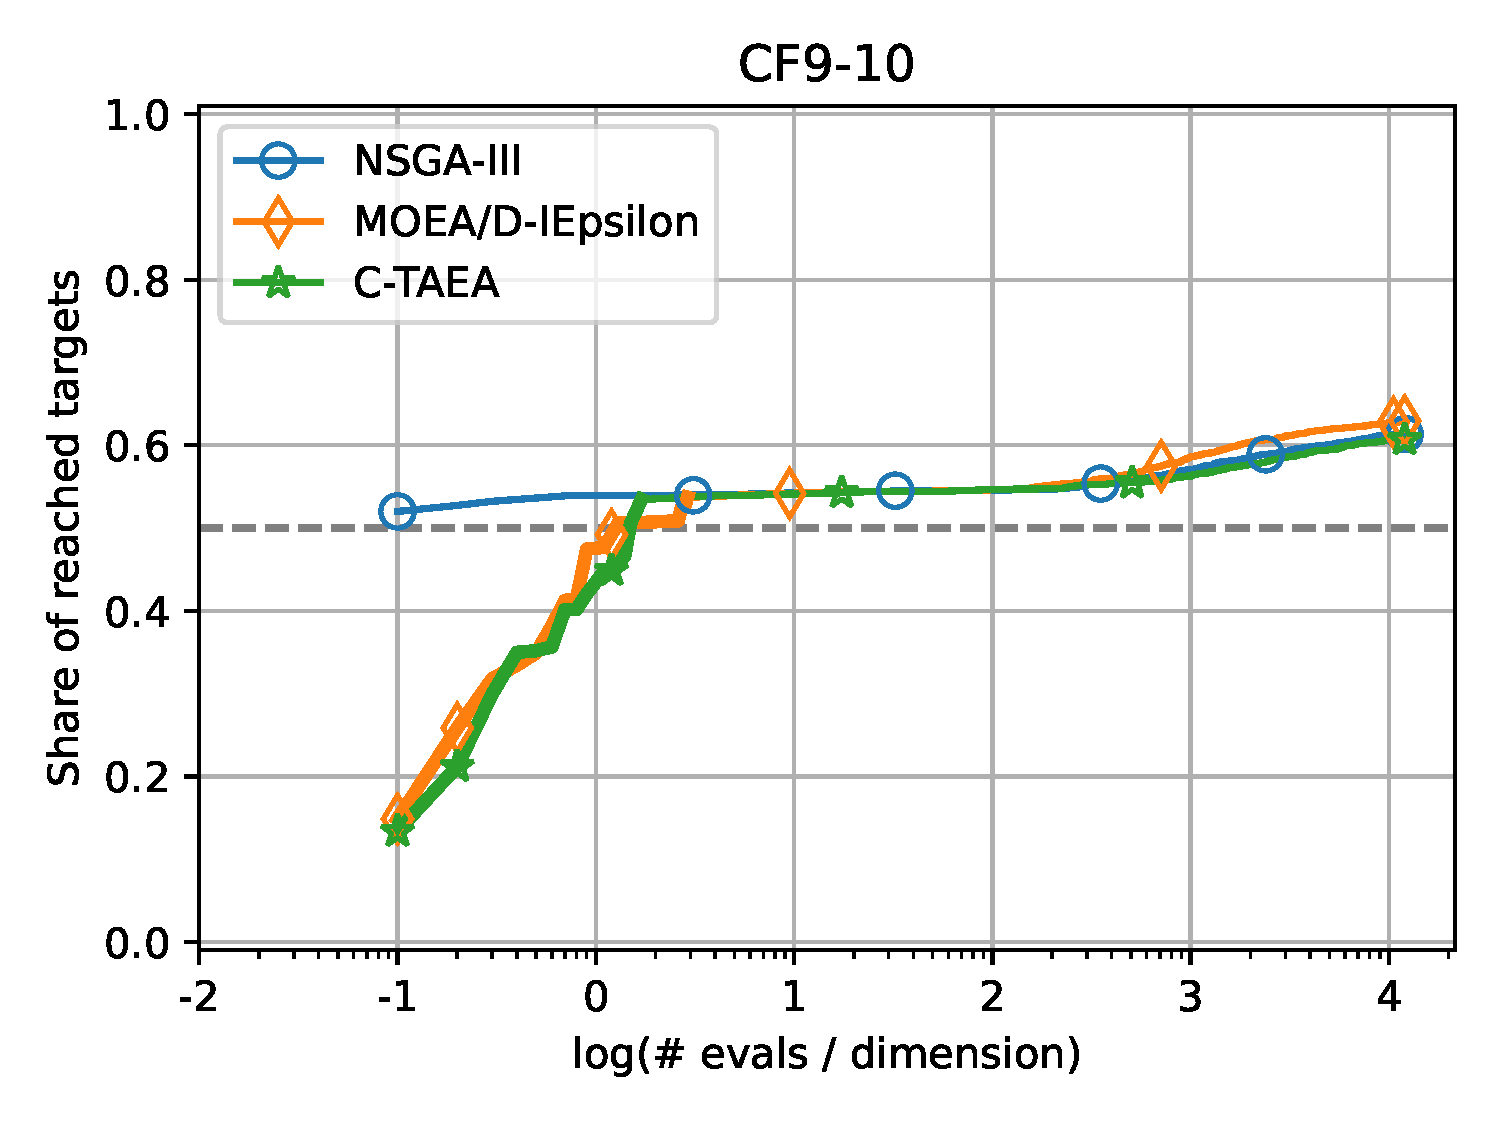 CF9-10
NSGA-III
MOEA/D-IEpsilon
C-TAEA
Share of reached targets
1.0
0.8
0.6
0.4
0.2
0.0
-2 -1 0 1 2 3 4
log(# evals / dimension)